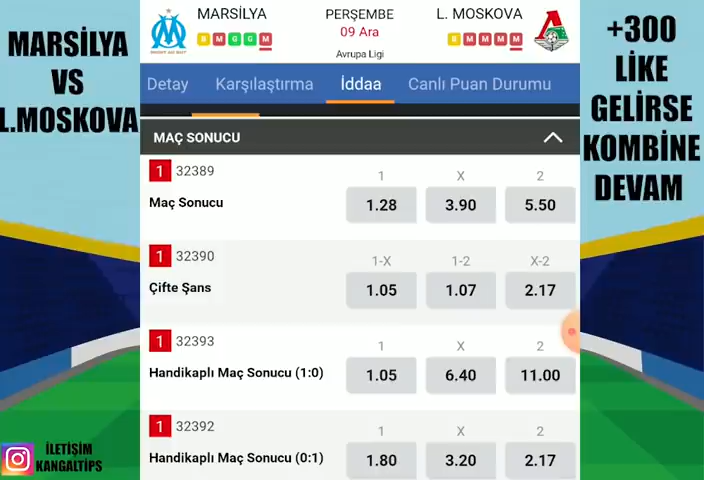 MARSİLYA
VS
L.MOSKOVA
MARSİLYA
B M G G M
PERŞEMBE
09 Ara
Avrupa Ligi
L. MOSKOVA
B M M M M
+300
LİKE
GELİRSE
KOMBİNE
DEVAM
Detay Karşılaştırma İddaa Canlı Puan Durumu
MAÇ SONUCU
1 32389 1 X 2
Maç Sonucu 1.28 3.90 5.50
1 32390 1-X 1-2 X-2
Çifte Şans 1.05 1.07 2.17
1 32393 1 X 2
Handikaplı Maç Sonucu (1:0) 1.05 6.40 11.00
1 32392 1 X 2
Handikaplı Maç Sonucu (0:1) 1.80 3.20 2.17
İLETİŞİM
KANGALTİPS